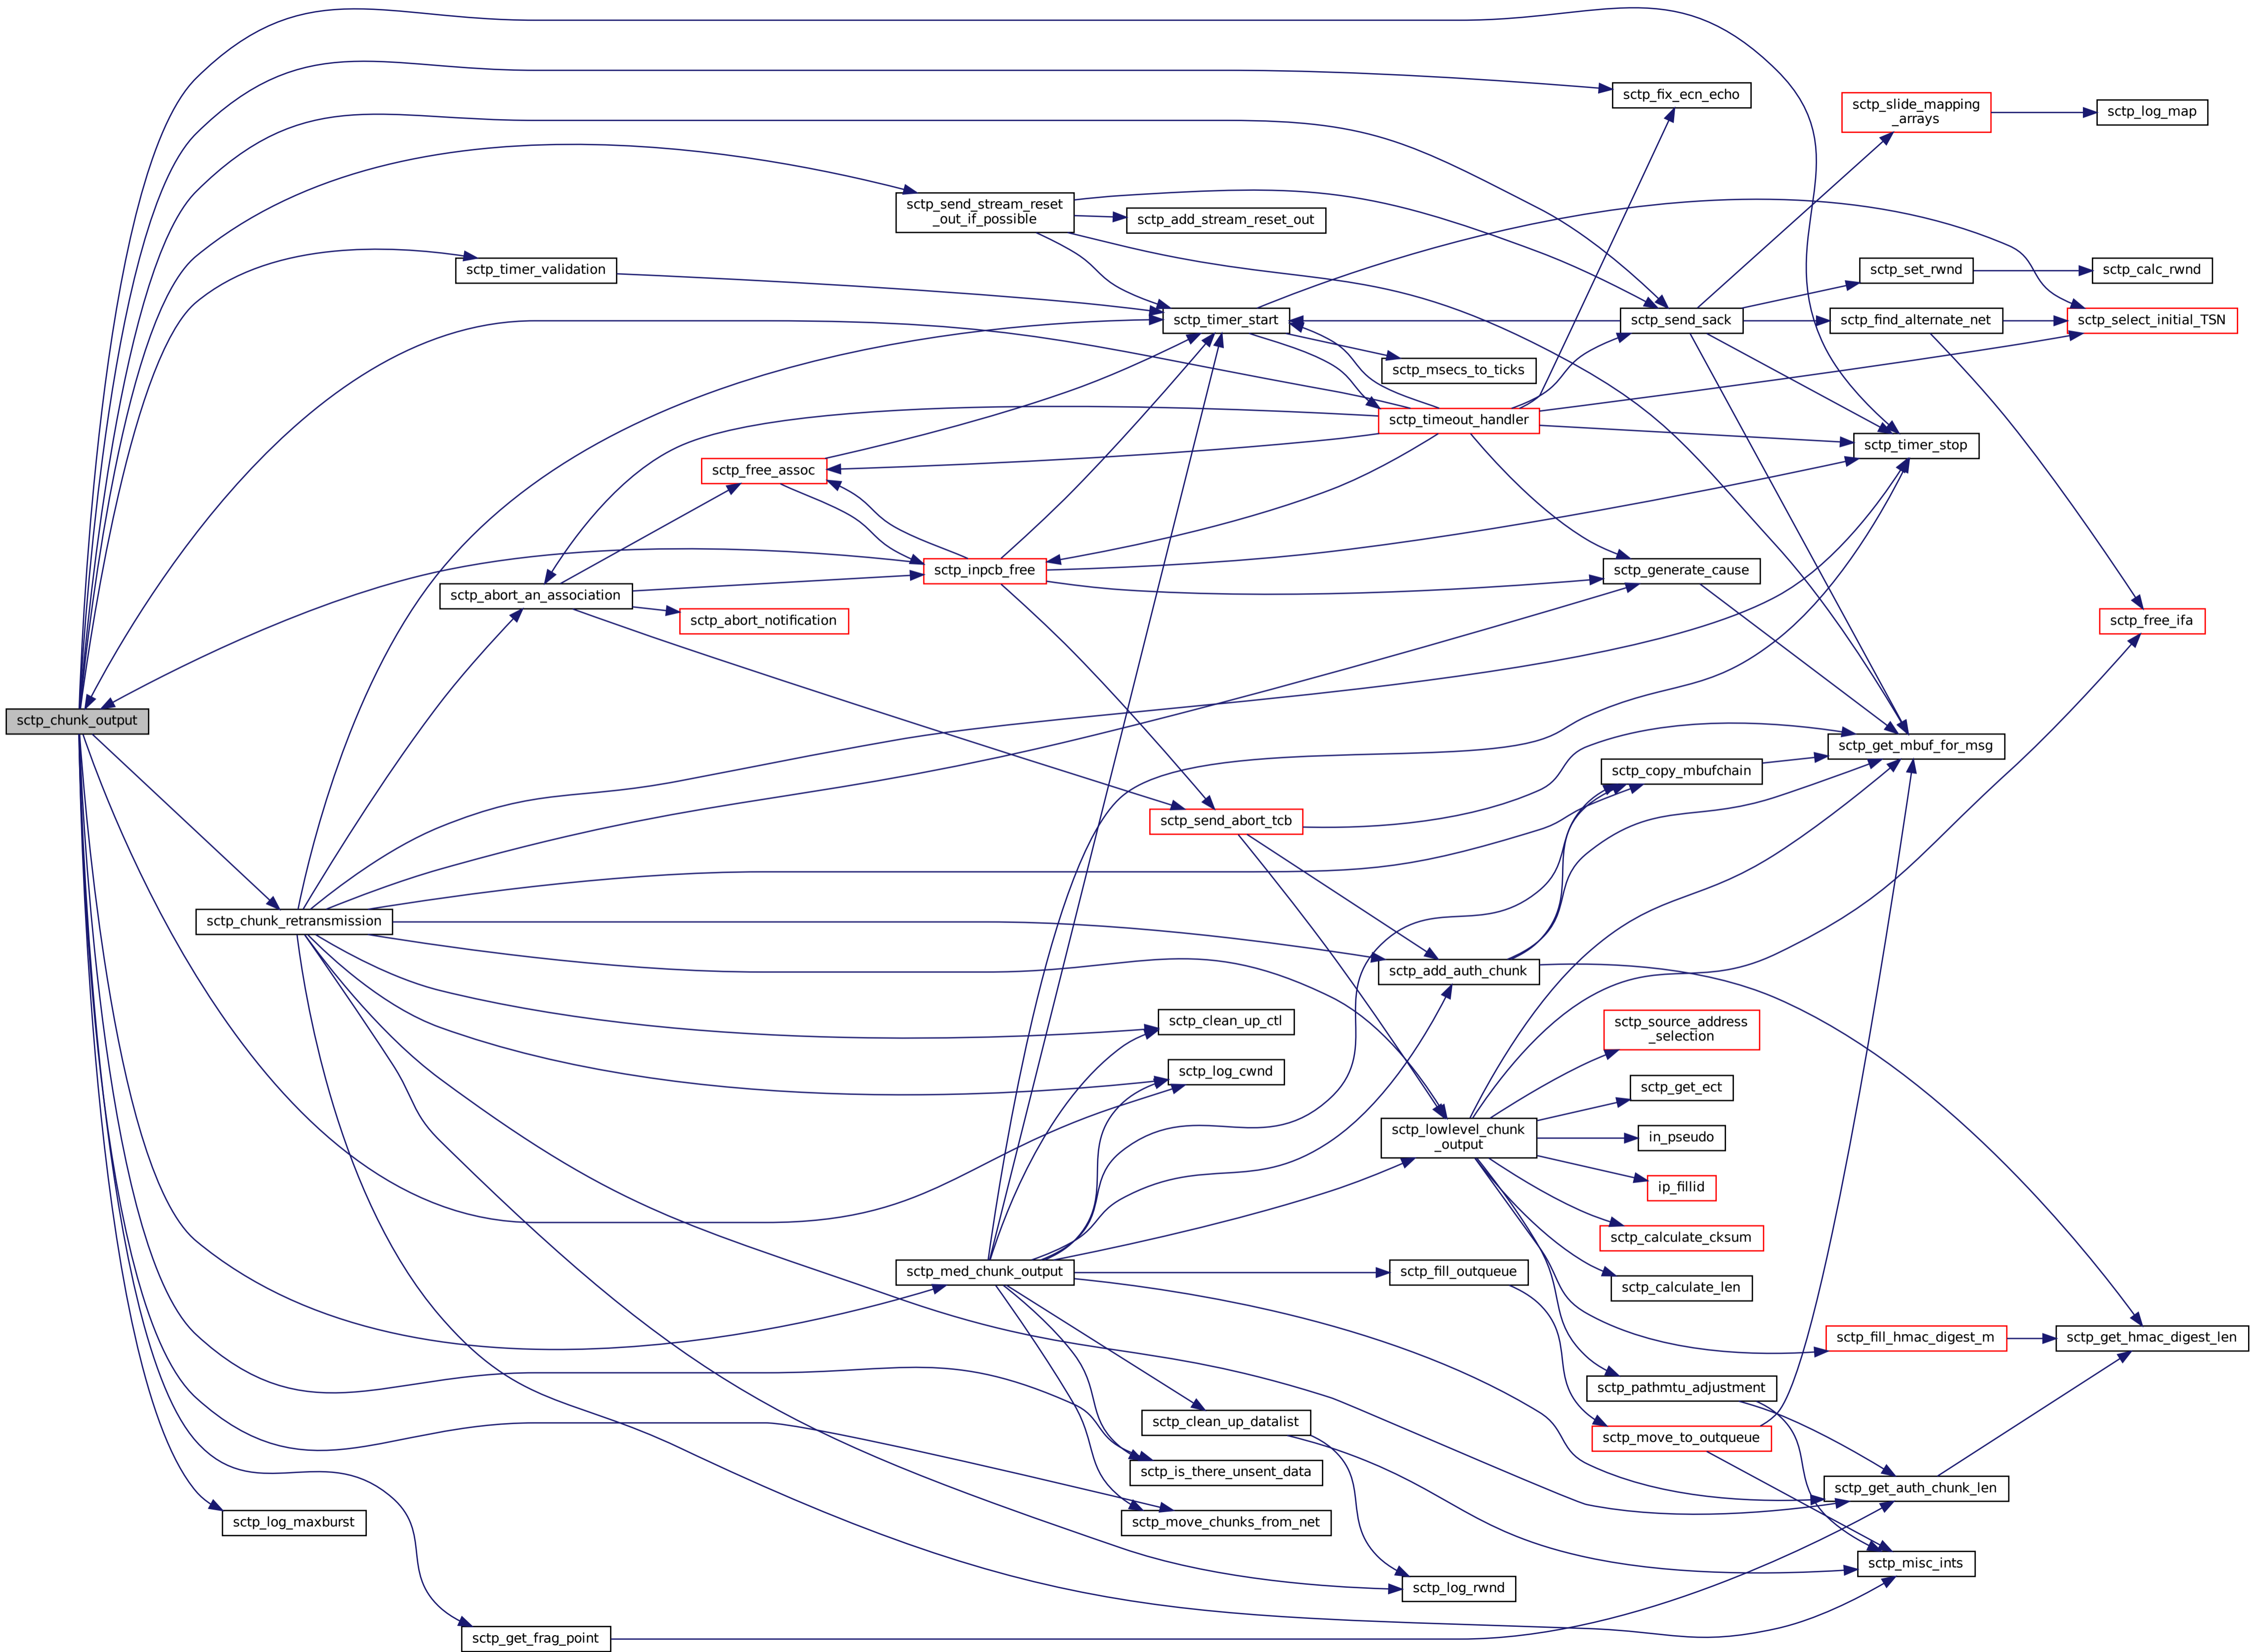 sctp_fix_ecn_echo
sctp_slide_mapping
_arrays
sctp_log_map
sctp_send_stream_reset
_out_if_possible
sctp_add_stream_reset_out
sctp_timer_validation
sctp_set_rwnd
sctp_calc_rwnd
sctp_timer_start
sctp_send_sack
sctp_find_alternate_net
sctp_select_initial_TSN
sctp_msecs_to_ticks
sctp_timeout_handler
sctp_timer_stop
sctp_free_assoc
sctp_inpcb_free
sctp_generate_cause
sctp_abort_an_association
sctp_abort_notification
sctp_free_ifa
sctp_chunk_output
sctp_get_mbuf_for_msg
sctp_copy_mbufchain
sctp_send_abort_tcb
sctp_chunk_retransmission
sctp_add_auth_chunk
sctp_clean_up_ctl
sctp_source_address
_selection
sctp_log_cwnd
sctp_get_ect
sctp_lowlevel_chunk
_output
in_pseudo
ip_fillid
sctp_calculate_cksum
sctp_med_chunk_output
sctp_fill_outqueue
sctp_calculate_len
sctp_fill_hmac_digest_m
sctp_get_hmac_digest_len
sctp_pathmtu_adjustment
sctp_clean_up_datalist
sctp_move_to_outqueue
sctp_is_there_unsent_data
sctp_get_auth_chunk_len
sctp_log_maxburst
sctp_move_chunks_from_net
sctp_misc_ints
sctp_log_rwnd
sctp_get_frag_point